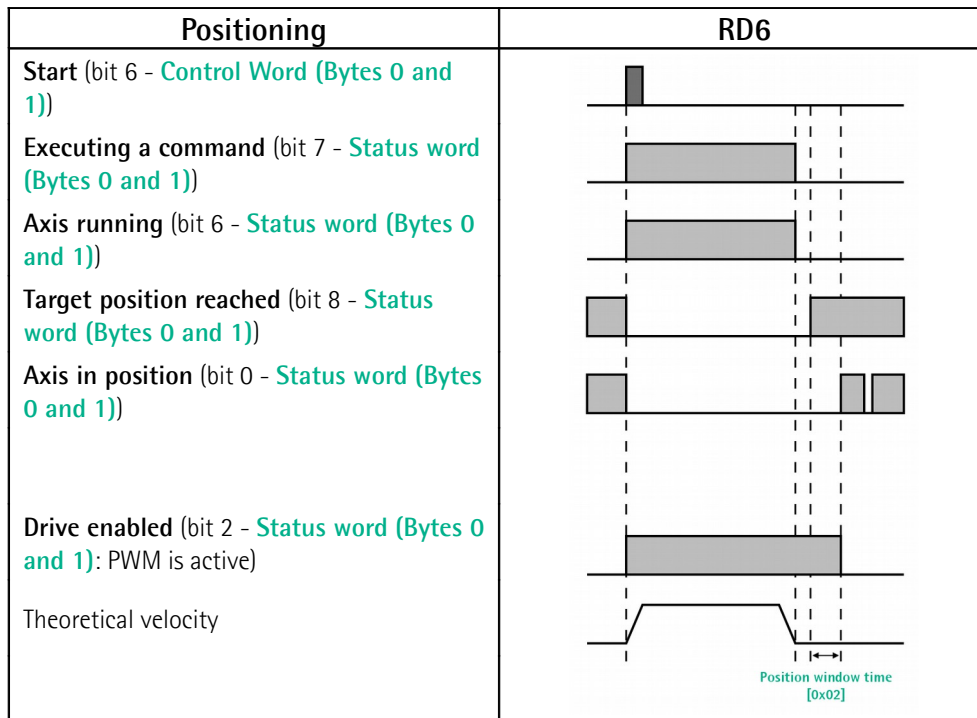 Positioning
RD6
Start (bit 6 - Control Word (Bytes 0 and
1))
Executing a command (bit 7 - Status word
(Bytes 0 and 1))
Axis running (bit 6 - Status word (Bytes 0
and 1))
Target position reached (bit 8 - Status
word (Bytes 0 and 1))
Axis in position (bit 0 - Status word (Bytes
0 and 1))
Drive enabled (bit 2 - Status word (Bytes 0
and 1): PWM is active)
Theoretical velocity
Position window time
[0x02]